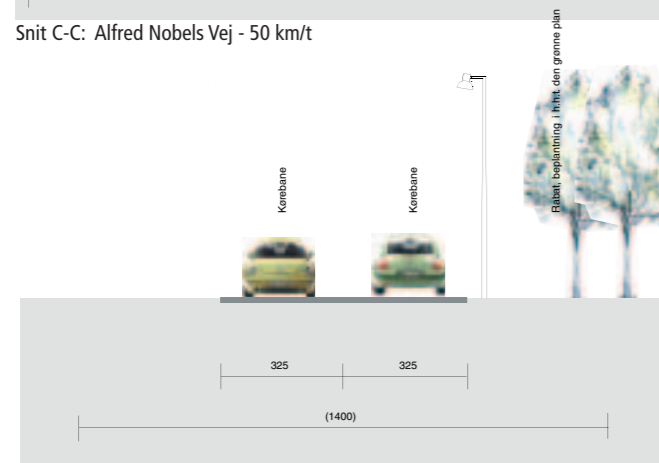 Snit C-C: Alfred Nobels Vej - 50 km/t
Kørebane
Kørebane
Rabat, beplantning i h.h.t. den grønne plan
325
325
(1400)